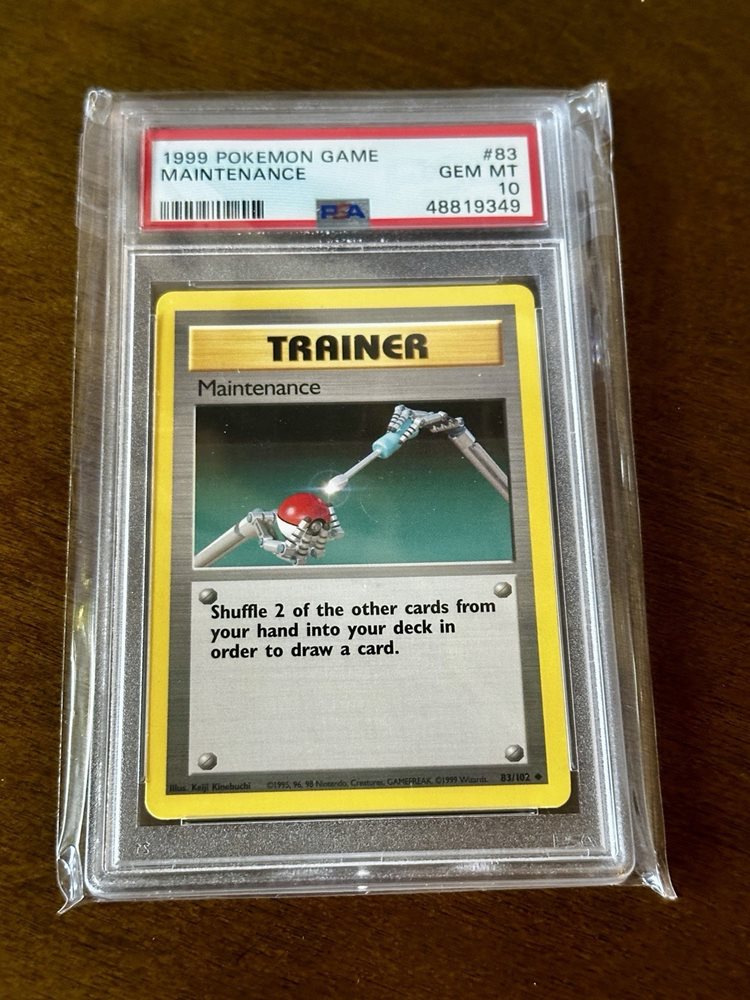 1999 POKEMON GAME #83
MAINTENANCE GEM MT
10
PSA 48819349
TRAINER
Maintenance
Shuffle 2 of the other cards from
your hand into your deck in
order to draw a card.
Illus. Keiji Kinebuchi ©1995, 96, 98 Nintendo, Creatures, GAMEFREAK. ©1999 Wizards. 83/102